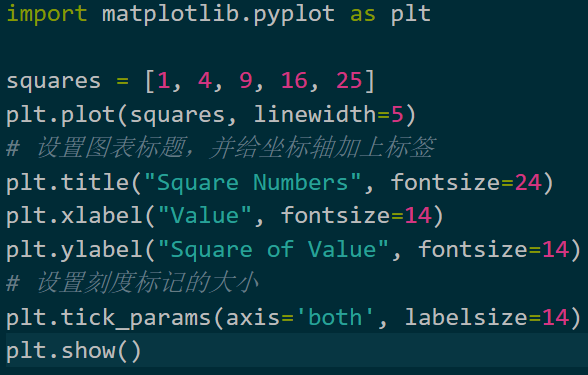 import matplotlib.pyplot as plt
squares = [1, 4, 9, 16, 25]
plt.plot(squares, linewidth=5)
# 设置图表标题，并给坐标轴加上标签
plt.title("Square Numbers", fontsize=24)
plt.xlabel("Value", fontsize=14)
plt.ylabel("Square of Value", fontsize=14)
# 设置刻度标记的大小
plt.tick_params(axis='both', labelsize=14)
plt.show()